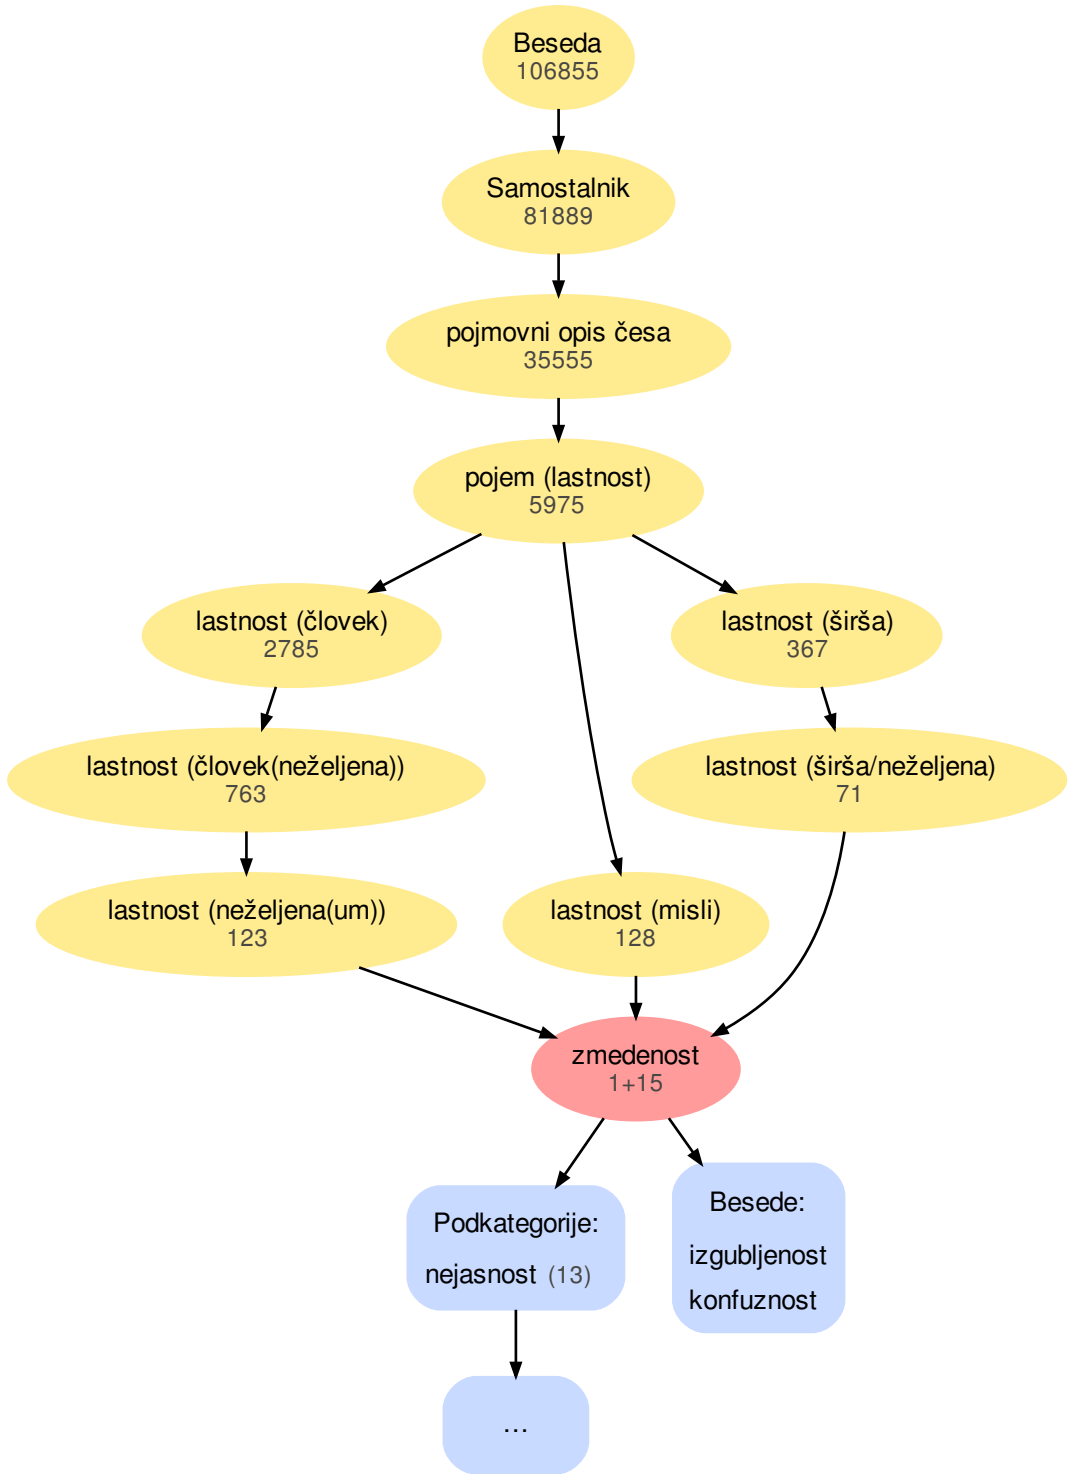 Beseda
106855
Samostalnik
81889
pojmovni opis česa
35555
pojem (lastnost)
5975
lastnost (človek)
2785
lastnost (širša)
367
lastnost (človek(neželjena))
763
lastnost (širša/neželjena)
71
lastnost (neželjena(um))
123
lastnost (misli)
128
zmedenost
1+15
Podkategorije:
nejasnost (13)
Besede:
izgubljenost
konfuznost
...